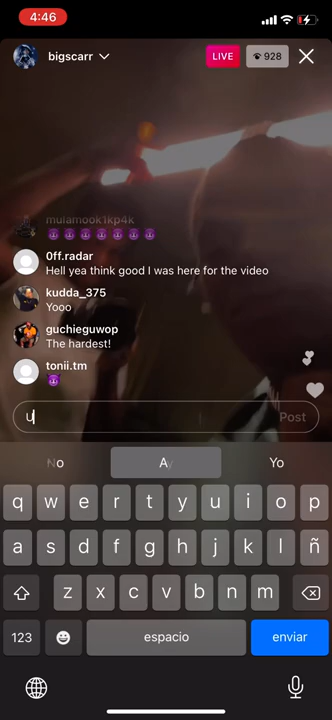 4:46
bigscarr
LIVE
928
mulamook1kp4k
0ff.radar
Hell yea think good I was here for the video
kudda_375
Yooo
guchieguwop
The hardest!
tonii.tm
U
Post
No
Ay
Yo
q w e r t y u i o p
a s d f g h j k l ñ
z x c v b n m
123
espacio
enviar